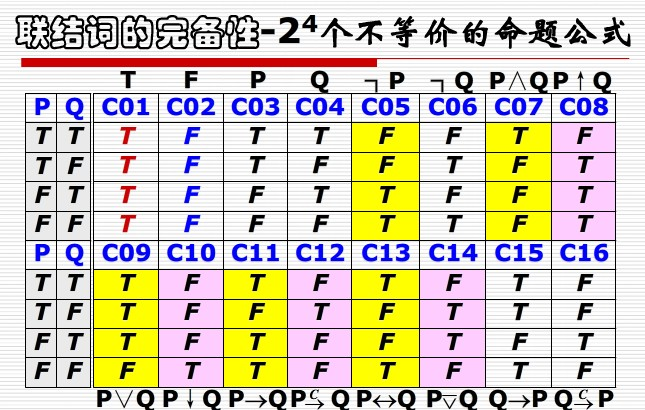 联结词的完备性-2⁴个不等价的命题公式
T F P Q ┐P ┐Q P∧Q P↑Q
P Q C01 C02 C03 C04 C05 C06 C07 C08
T T T F T T F F T F
T F T F T F F T F T
F T T F F T T F F T
F F T F F F T T F T
P Q C09 C10 C11 C12 C13 C14 C15 C16
T T T F T F T F T F
T F T F F T F T T F
F T T F T F F T F T
F F F T T F T F T F
P∨Q P↓Q P→Q P↛ᶜ Q P↔Q P▽Q Q→P Q↛ᶜ P